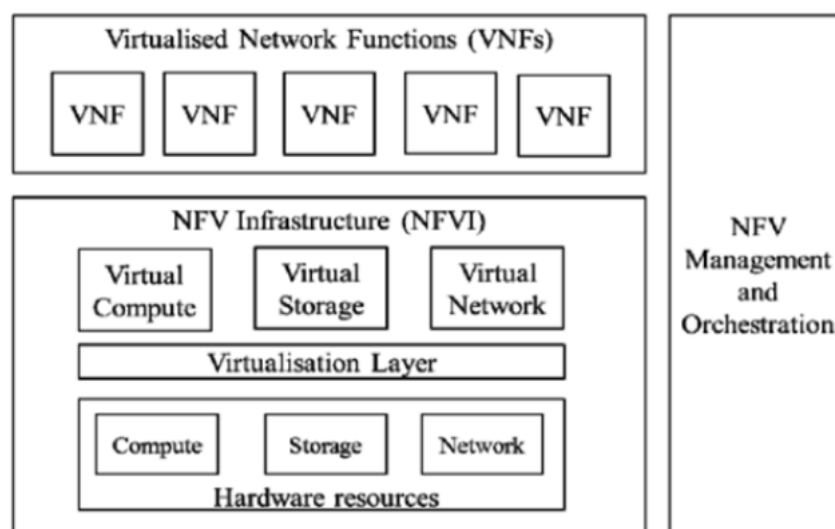 Virtualised Network Functions (VNFs)
VNF
VNF
VNF
VNF
VNF
NFV Infrastructure (NFVI)
Virtual
Compute
Virtual
Storage
Virtual
Network
Virtualisation Layer
Compute
Storage
Network
Hardware resources
NFV
Management
and
Orchestration